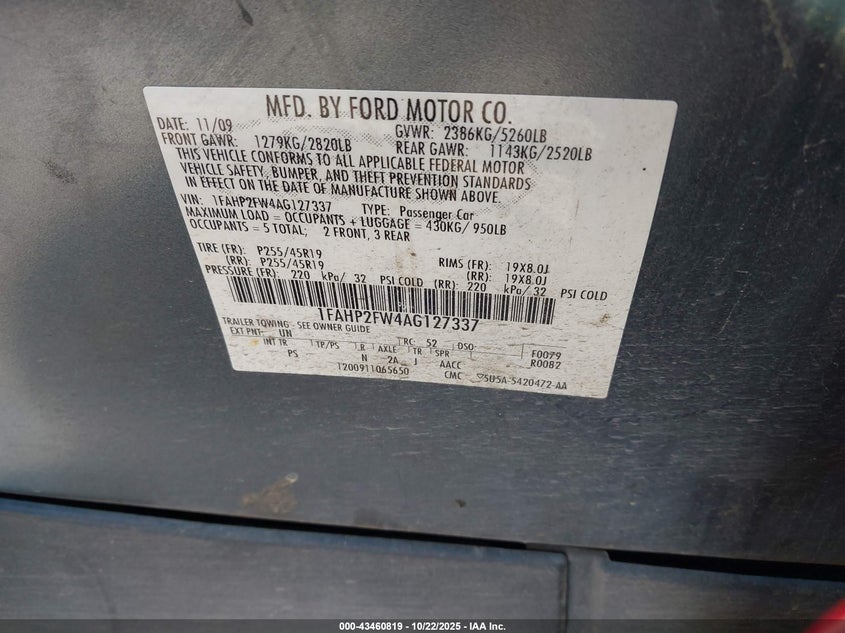 MFD. BY FORD MOTOR CO.
DATE: 11/09 GVWR: 2386KG/5260LB
FRONT GAWR: 1279KG/2820LB REAR GAWR: 1143KG/2520LB
THIS VEHICLE CONFORMS TO ALL APPLICABLE FEDERAL MOTOR
VEHICLE SAFETY, BUMPER, AND THEFT PREVENTION STANDARDS
IN EFFECT ON THE DATE OF MANUFACTURE SHOWN ABOVE.
VIN: 1FAHP2FW4AG127337 TYPE: Passenger Car
MAXIMUM LOAD = OCCUPANTS + LUGGAGE = 430KG/ 950LB
OCCUPANTS = 5 TOTAL; 2 FRONT, 3 REAR
TIRE (FR): P255/45R19 RIMS (FR): 19X8.0J
(RR): P255/45R19 (RR): 19X8.0J
PRESSURE (FR): 220 kPa/ 32 PSI COLD (RR): 220 kPa/ 32 PSI COLD
1FAHP2FW4AG127337
TRAILER TOWING - SEE OWNER GUIDE
EXT PNT: UN RC: 52 DSO: F0079
INT TR TP/PS R AXLE TR SPR R0082
PS N 2A J AACC
1200911065650 CMC 5U5A-5420472-AA
000-43460819 - 10/22/2025 - IAA Inc.